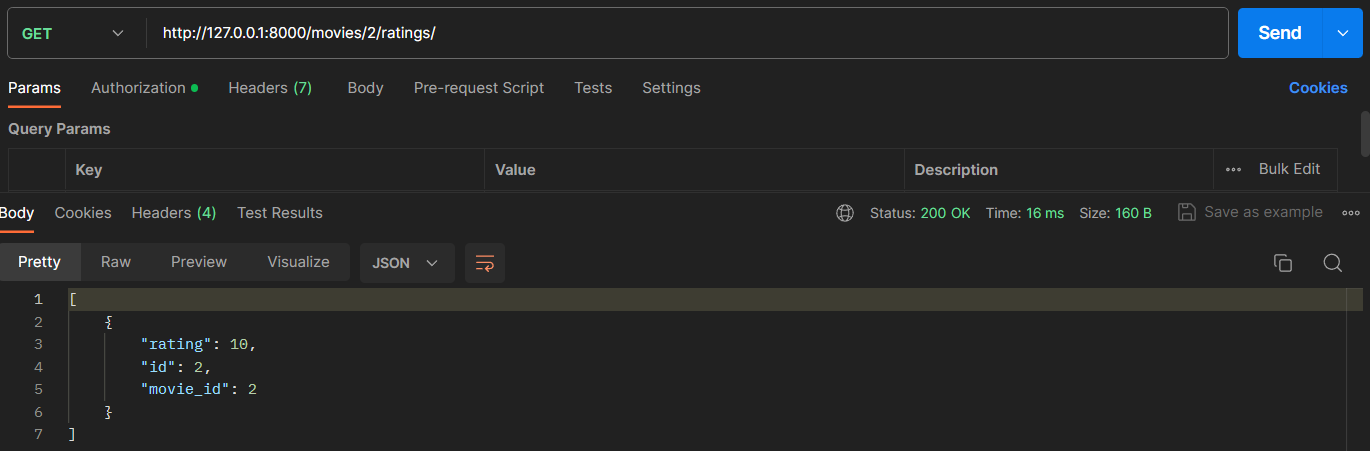 GET http://127.0.0.1:8000/movies/2/ratings/ Send
Params Authorization Headers (7) Body Pre-request Script Tests Settings Cookies
Query Params
Key Value Description Bulk Edit
Body Cookies Headers (4) Test Results Status: 200 OK Time: 16 ms Size: 160 B Save as example
Pretty Raw Preview Visualize JSON
1 [
2 {
3 "rating": 10,
4 "id": 2,
5 "movie_id": 2
6 }
7 ]